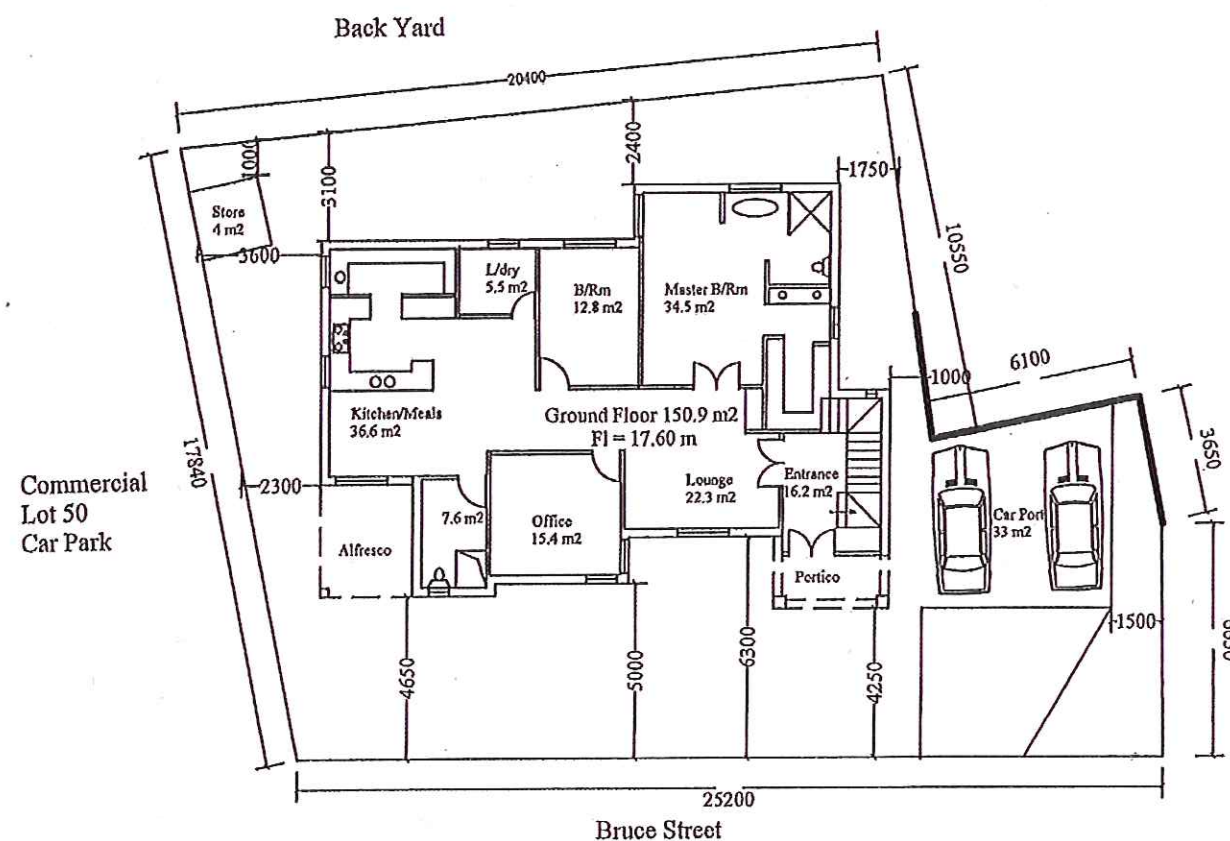 Back Yard
20400
1000
3100
2400
1750
Store
4 m2
3600
10550
L/dry
5.5 m2
B/Rm
12.8 m2
Master B/Rm
34.5 m2
6100
1000
3650
Kitchen/Meals
36.6 m2
Ground Floor 150.9 m2
Fl = 17.60 m
17840
Commercial
Lot 50
Car Park
2300
Lounge
22.3 m2
Entrance
16.2 m2
7.6 m2
Office
15.4 m2
Car Port
33 m2
Alfresco
Portico
1500
4650
5000
6300
4250
25200
Bruce Street